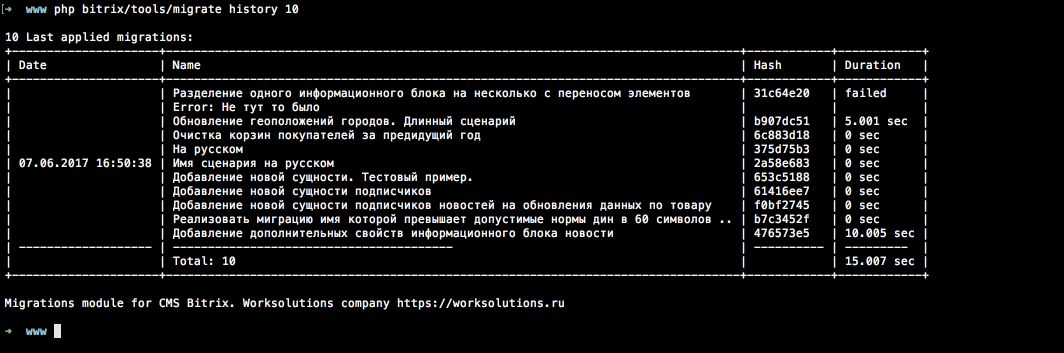 ➜ www php bitrix/tools/migrate history 10
10 Last applied migrations:
| Date | Name | Hash | Duration |
| | Разделение одного информационного блока на несколько с переносом элементов | 31c64e20 | failed |
| | Error: Не тут то было | | |
| | Обновление геоположений городов. Длинный сценарий | b907dc51 | 5.001 sec |
| | Очистка корзин покупателей за предидущий год | 6c883d18 | 0 sec |
| | На русском | 375d75b3 | 0 sec |
| 07.06.2017 16:50:38 | Имя сценария на русском | 2a58e683 | 0 sec |
| | Добавление новой сущности. Тестовый пример. | 653c5188 | 0 sec |
| | Добавление новой сущности подписчиков | 61416ee7 | 0 sec |
| | Добавление новой сущности подписчиков новостей на обновления данных по товару | f0bf2745 | 0 sec |
| | Реализовать миграцию имя которой превышает допустимые нормы дин в 60 символов .. | b7c3452f | 0 sec |
| | Добавление дополнительных свойств информационного блока новости | 476573e5 | 10.005 sec |
| | Total: 10 | | 15.007 sec |
Migrations module for CMS Bitrix. Worksolutions company https://worksolutions.ru
➜ www